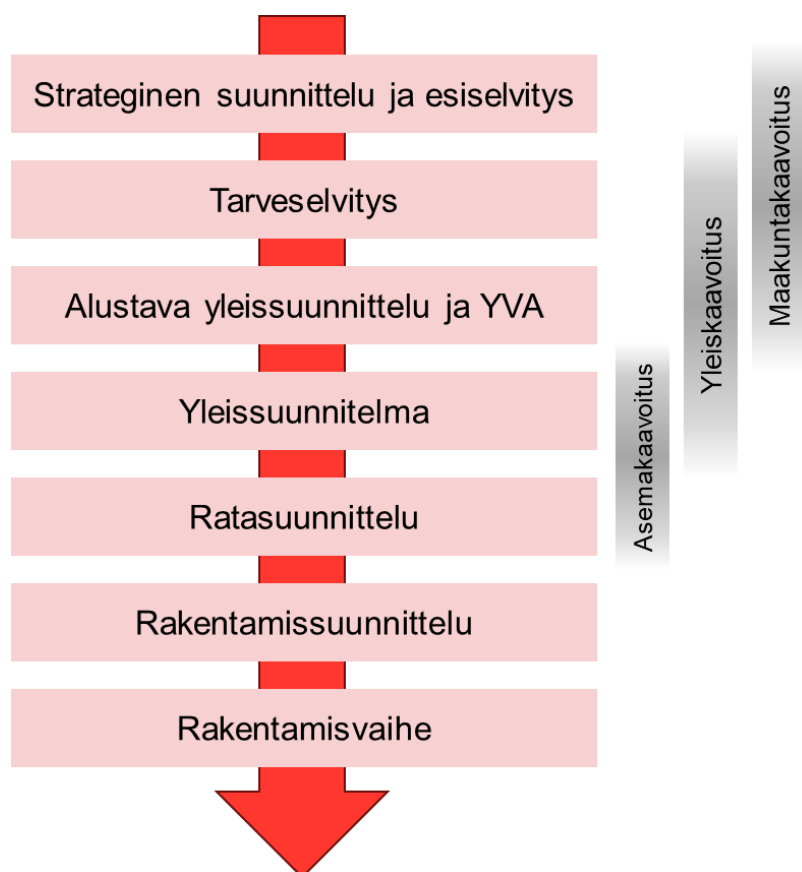 Strateginen suunnittelu ja esiselvitys
Tarveselvitys
Alustava yleissuunnittelu ja YVA
Yleissuunnitelma
Ratasuunnittelu
Rakentamissuunnittelu
Rakentamisvaihe
Asemakaavoitus
Yleiskaavoitus
Maakuntakaavoitus